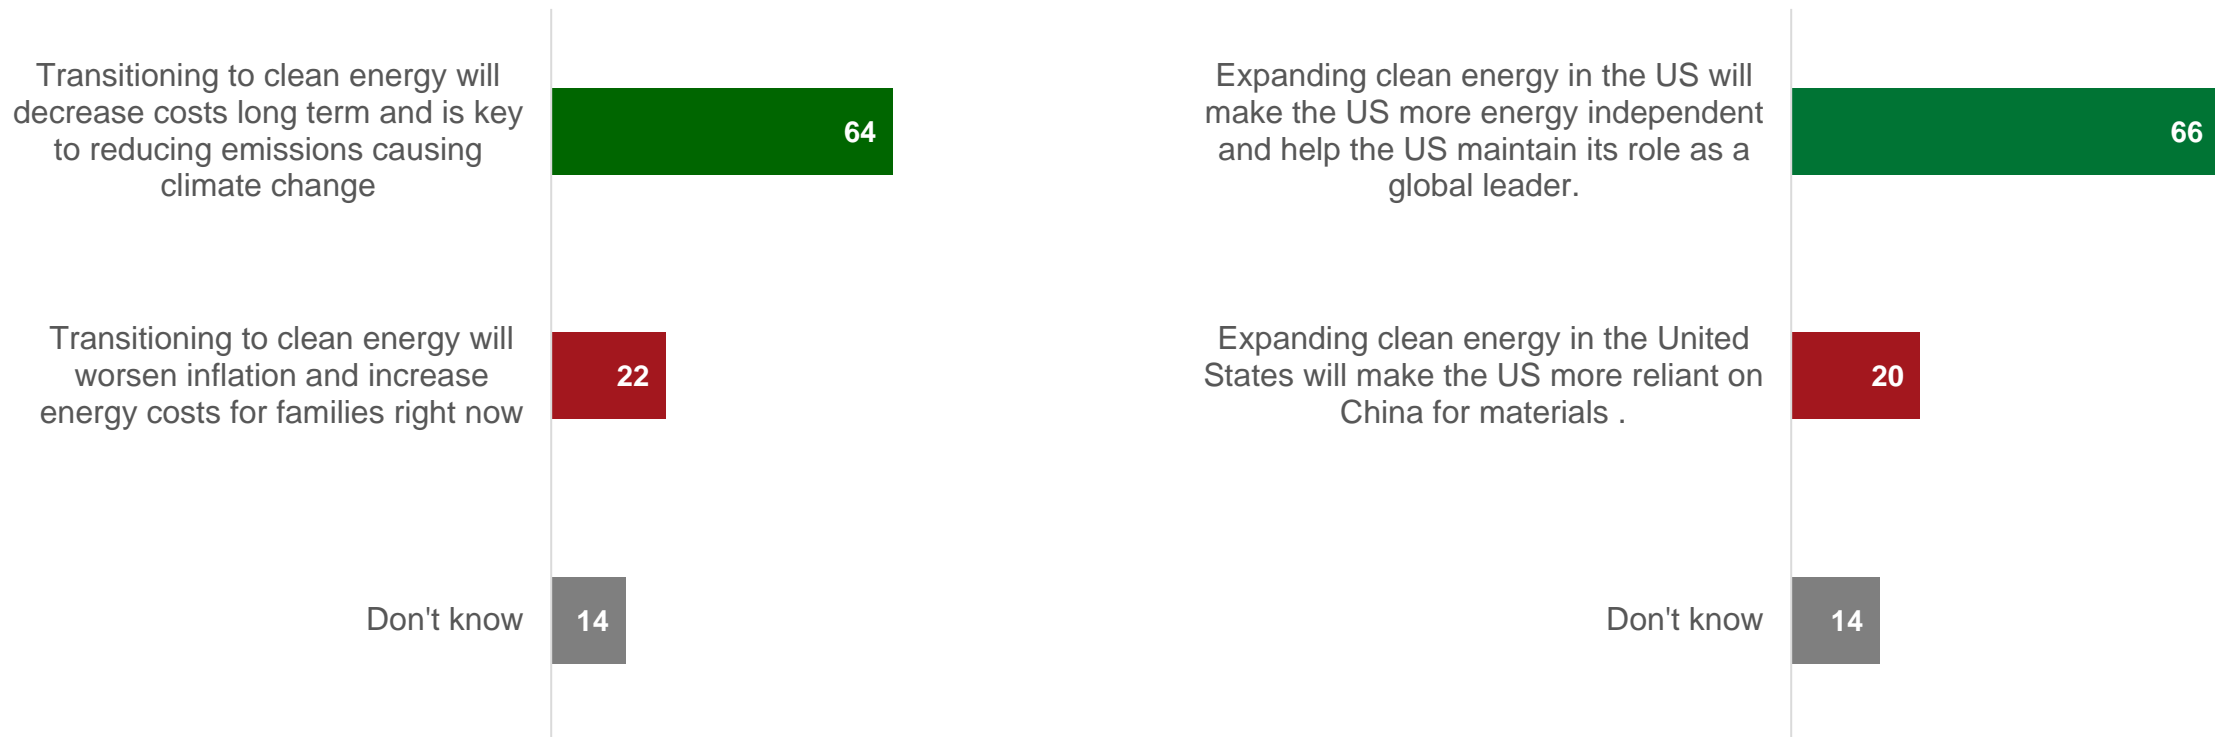 Transitioning to clean energy will
decrease costs long term and is key
to reducing emissions causing
climate change
64
Transitioning to clean energy will
worsen inflation and increase
energy costs for families right now
22
Don't know
14
Expanding clean energy in the US will
make the US more energy independent
and help the US maintain its role as a
global leader.
66
Expanding clean energy in the United
States will make the US more reliant on
China for materials .
20
Don't know
14